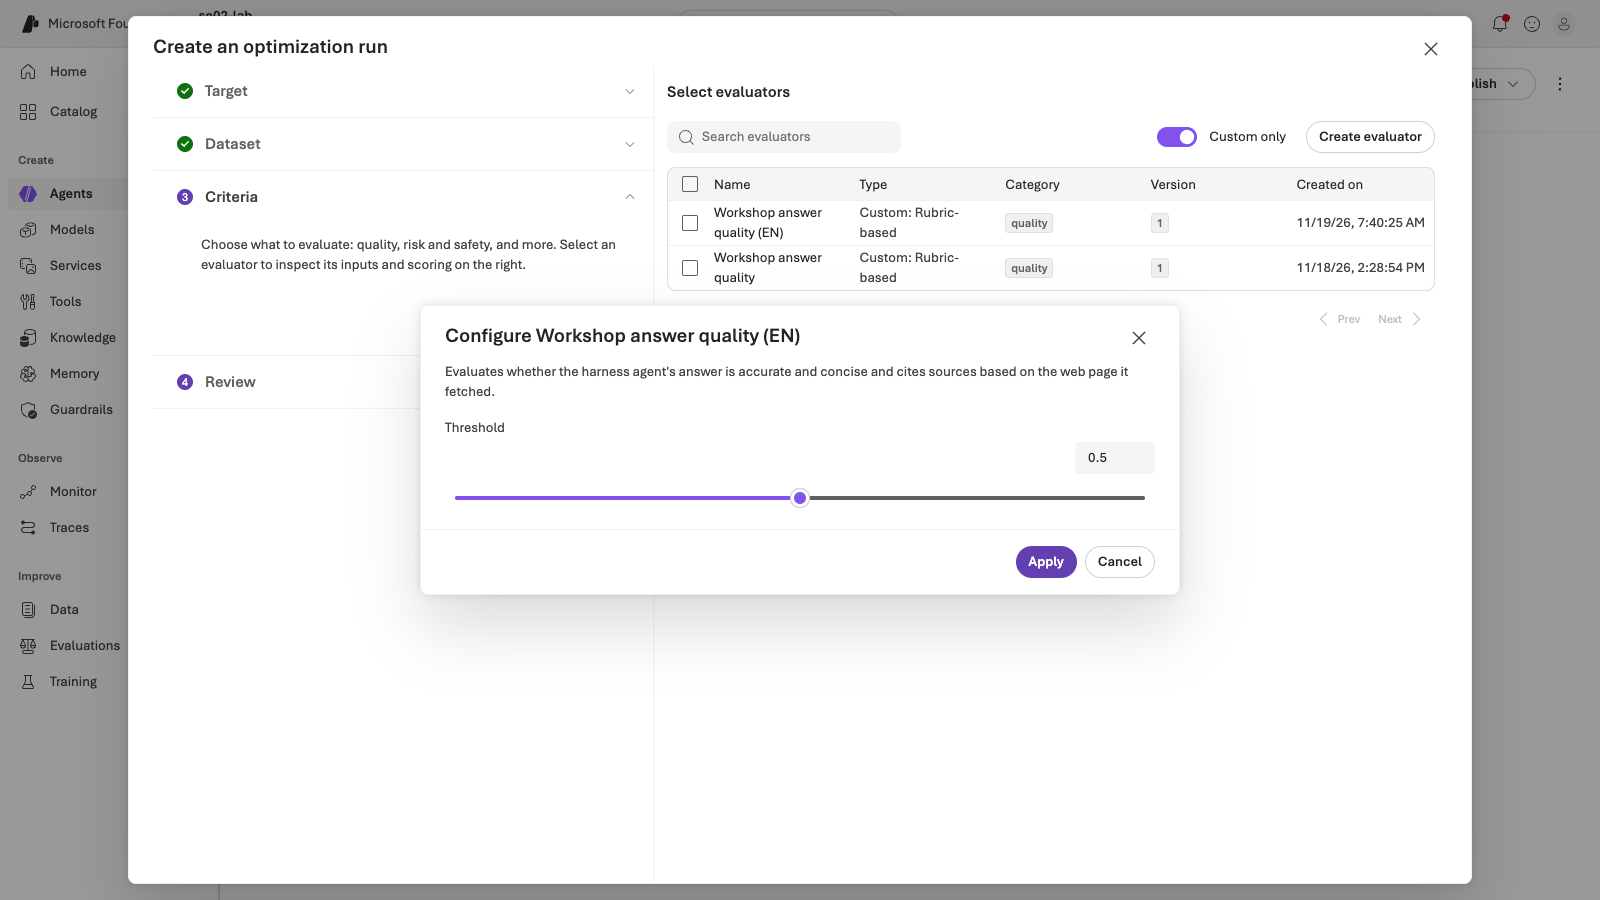 Microsoft Fou
Create an optimization run
Home
Catalog
Create
Agents
Models
Services
Tools
Knowledge
Memory
Guardrails
Observe
Monitor
Traces
Improve
Data
Evaluations
Training
Target
Dataset
3 Criteria
Choose what to evaluate: quality, risk and safety, and more. Select an
evaluator to inspect its inputs and scoring on the right.
4 Review
Select evaluators
Search evaluators
Custom only
Create evaluator
Name Type Category Version Created on
Workshop answer quality (EN) Custom: Rubric-based quality 1 11/19/26, 7:40:25 AM
Workshop answer quality Custom: Rubric-based quality 1 11/18/26, 2:28:54 PM
Prev Next
Configure Workshop answer quality (EN)
Evaluates whether the harness agent's answer is accurate and concise and cites sources based on the web page it
fetched.
Threshold
0.5
Apply Cancel